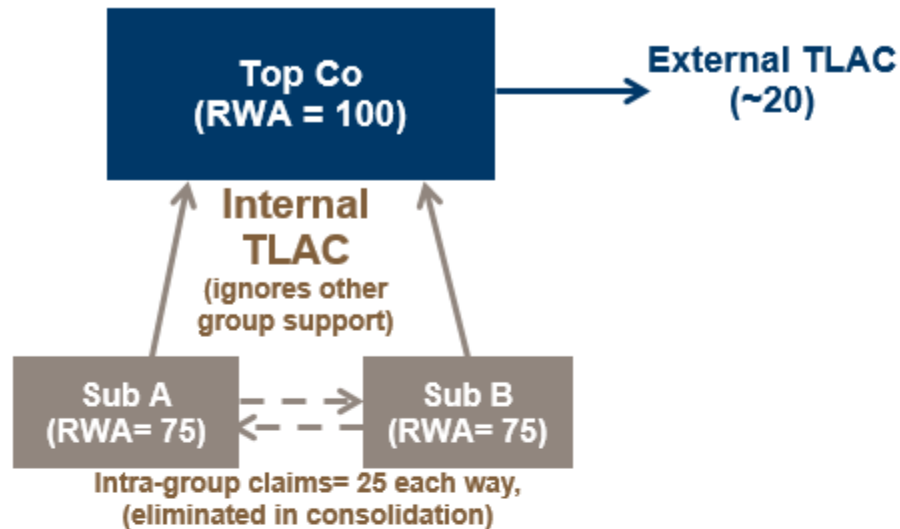 Top Co
(RWA = 100)
External TLAC
(~20)
Internal
TLAC
(ignores other
group support)
Sub A
(RWA= 75)
Sub B
(RWA= 75)
Intra-group claims= 25 each way,
(eliminated in consolidation)